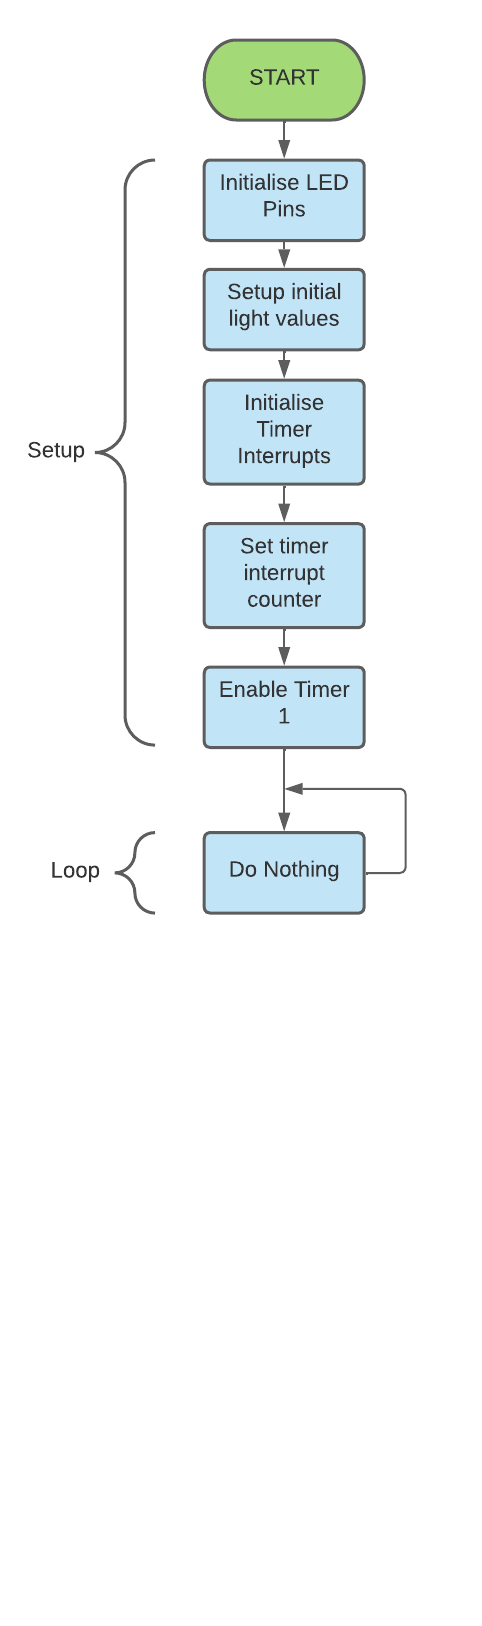 START
Initialise LED
Pins
Setup initial
light values
Initialise
Timer
Interrupts
Setup
Set timer
interrupt
counter
Enable Timer
1
Loop
Do Nothing